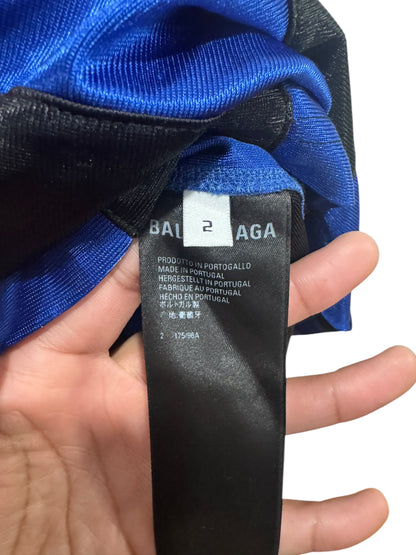 BAL 2 AGA
PRODOTTO IN PORTOGALLO
MADE IN PORTUGAL
HERGESTELLT IN PORTUGAL
FABRIQUE AU PORTUGAL
HECHO EN PORTUGAL
ポルトガル製
产地:葡萄牙
2 175/96A